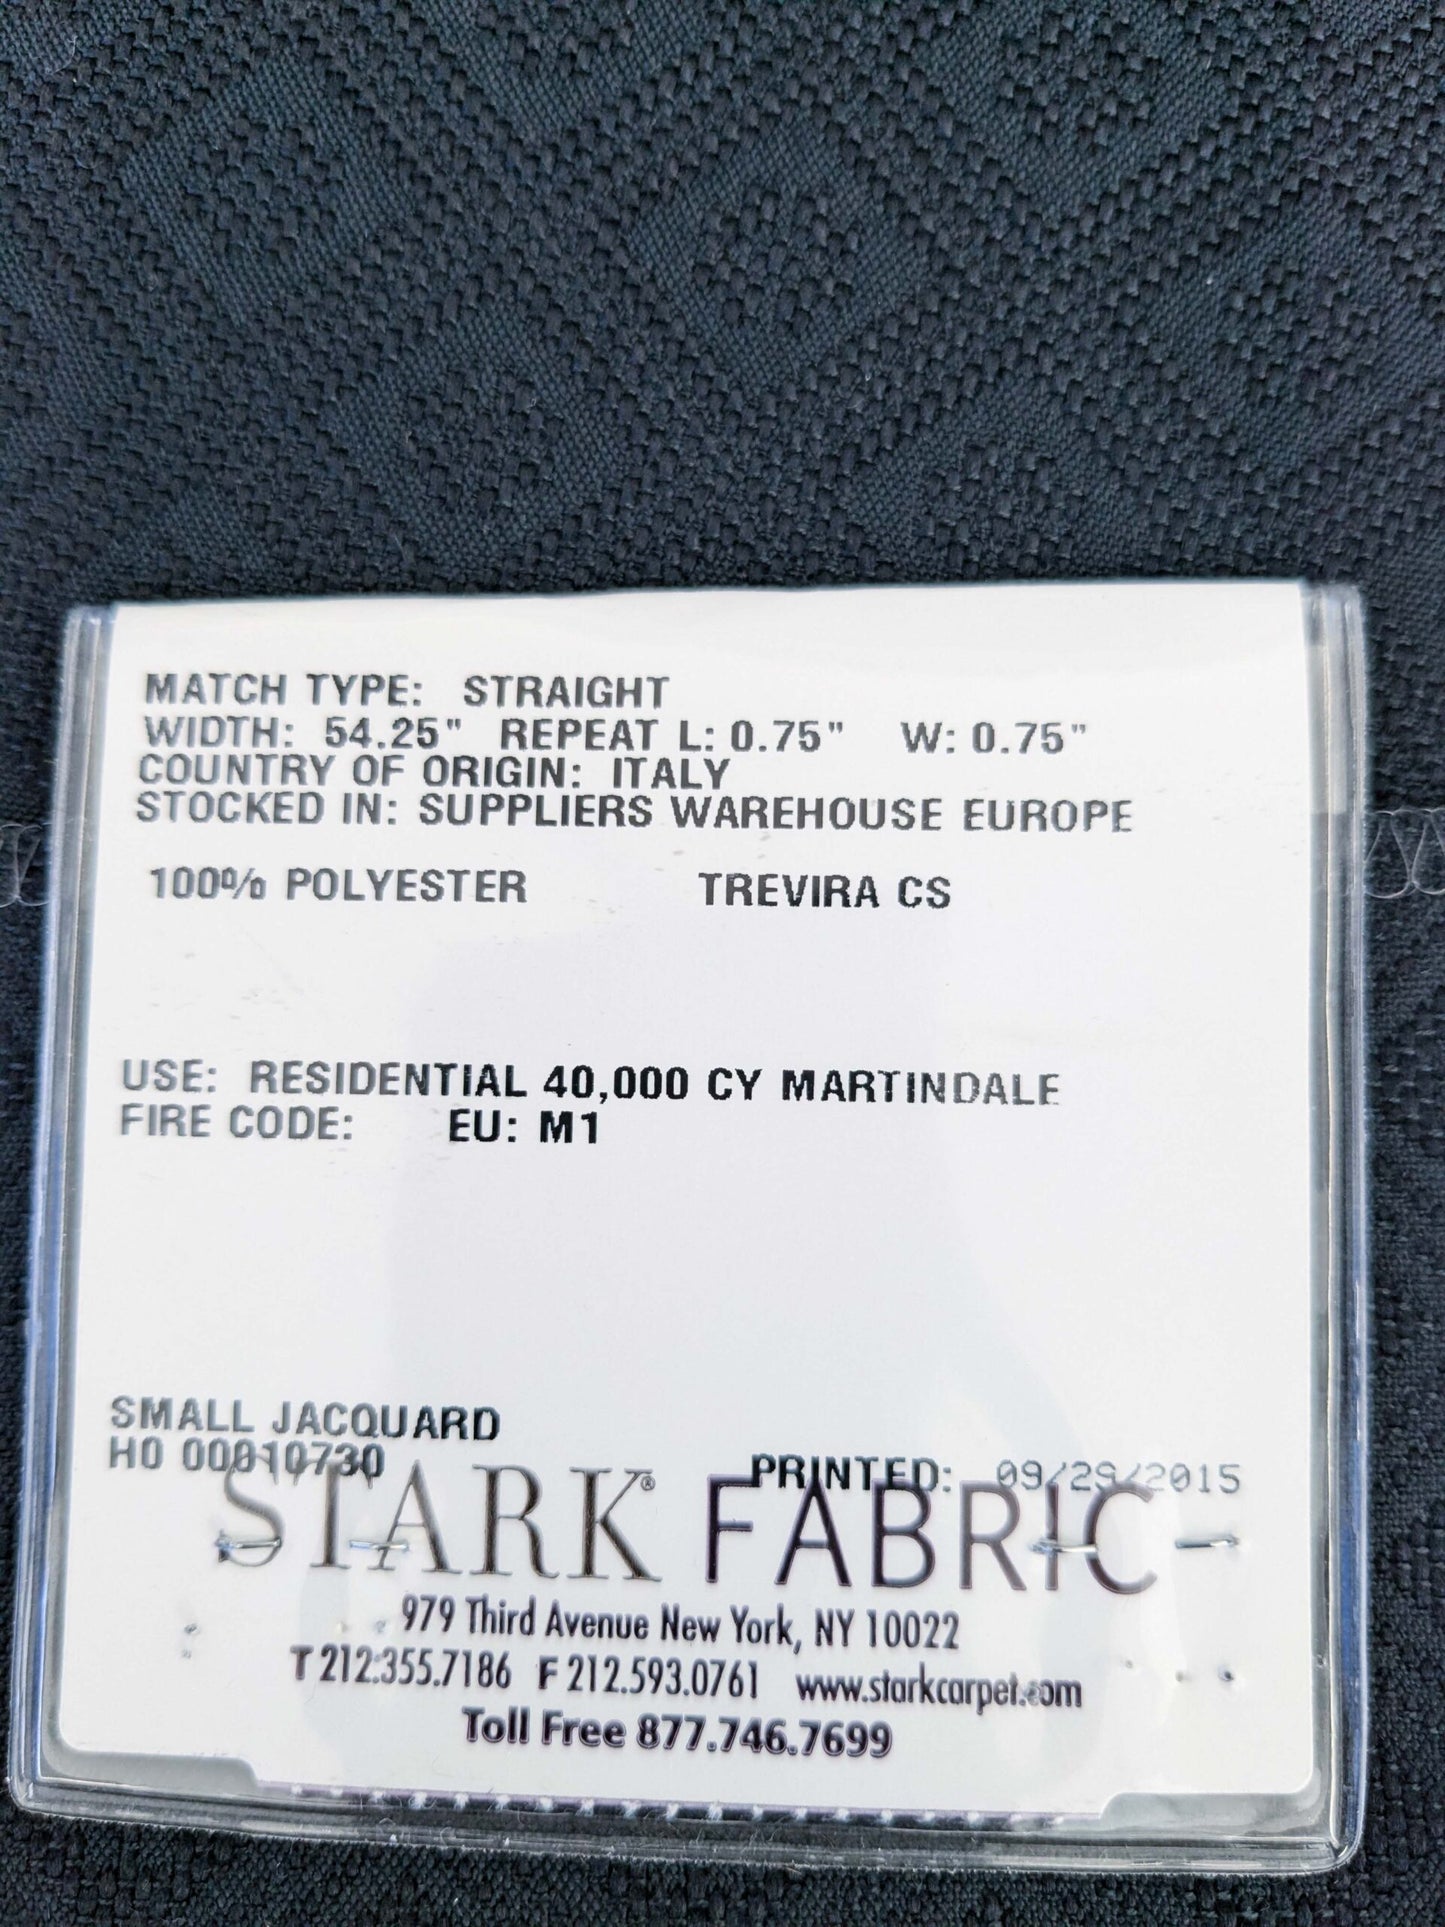 MATCH TYPE: STRAIGHT
WIDTH: 54.25" REPEAT L: 0.75" W: 0.75"
COUNTRY OF ORIGIN: ITALY
STOCKED IN: SUPPLIERS WAREHOUSE EUROPE
100% POLYESTER TREVIRA CS
USE: RESIDENTIAL 40,000 CY MARTINDALE
FIRE CODE: EU: M1
SMALL JACQUARD
HO 00010730 PRINTED: 09/29/2015
STARK® FABRIC
979 Third Avenue New York, NY 10022
T 212.355.7186 F 212.593.0761 www.starkcarpet.com
Toll Free 877.746.7699